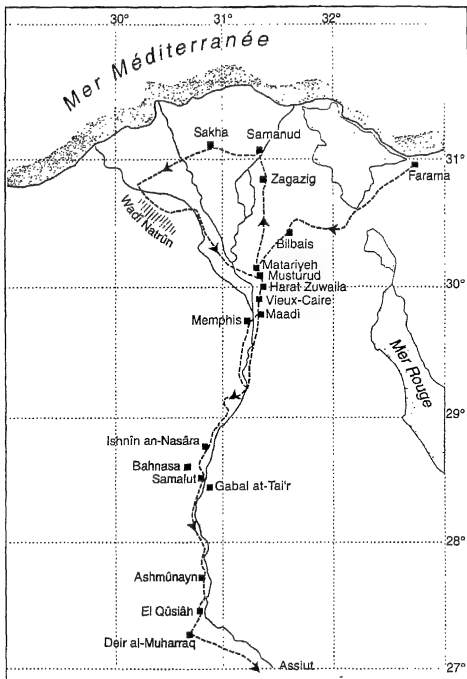 30°
31°
32°
Mer Méditerranée
Sakha
Samanud
31°
Zagazig
Farama
Wadi Natrûn
Bilbais
Matariyeh
Musturud
30°
Harat Zuwaila
Vieux-Caire
Memphis
Maadi
Mer Rouge
29°
Ishnîn an-Nasâra
Bahnasa
Samalut
Gabal at-Tai'r
28°
Ashmûnayn
El Qûsiâh
Deir al-Muharraq
Assiut
27°